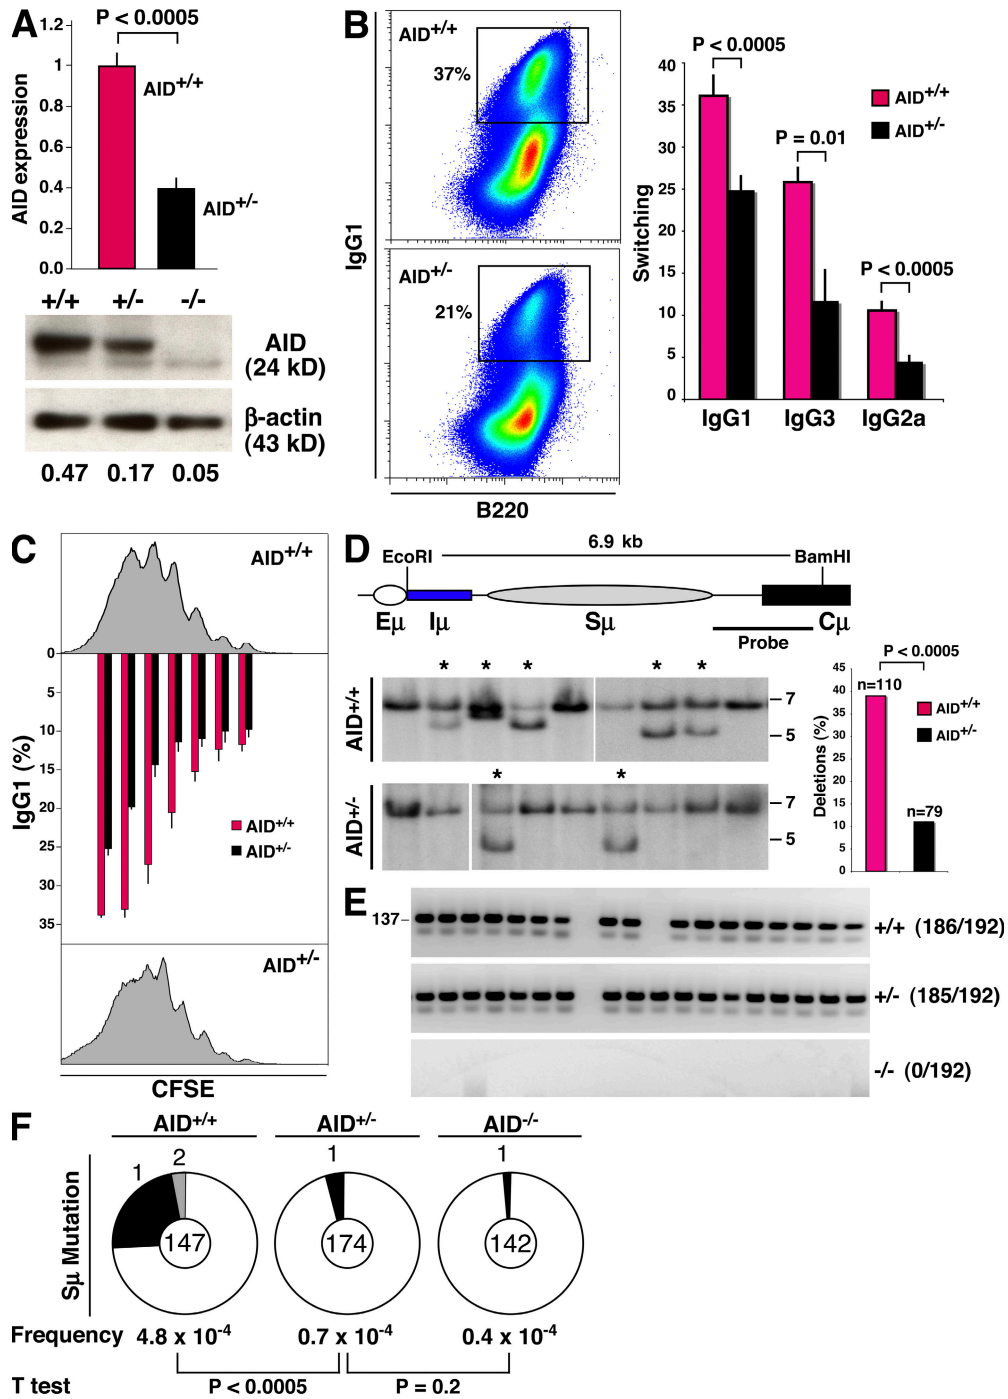 A
AID expression
1.2
1
0.8
0.6
0.4
0.2
0.0
P < 0.0005
AID+/+
AID+/-
+/+ +/- -/-
AID
(24 kD)
β-actin
(43 kD)
0.47 0.17 0.05
B
IgG1
AID+/+
37%
AID+/-
21%
B220
Switching
40
35
30
25
20
15
10
5
0
P < 0.0005
P = 0.01
P < 0.0005
AID+/+
AID+/-
IgG1 IgG3 IgG2a
C
AID+/+
IgG1 (%)
0
5
10
15
20
25
30
35
AID+/+
AID+/-
AID+/-
CFSE
D
6.9 kb
EcoRI
BamHI
Eμ Iμ Sμ Cμ
Probe
AID+/+
* * * * *
7
5
AID+/-
* *
7
5
Deletions (%)
45
40
35
30
25
20
15
10
5
0
P < 0.0005
n=110
AID+/+
AID+/-
n=79
E
137
+/+ (186/192)
+/- (185/192)
-/- (0/192)
F
AID+/+ AID+/- AID-/-
Sμ Mutation
1 2 1 1
147 174 142
Frequency 4.8 x 10-4 0.7 x 10-4 0.4 x 10-4
T test P < 0.0005 P = 0.2